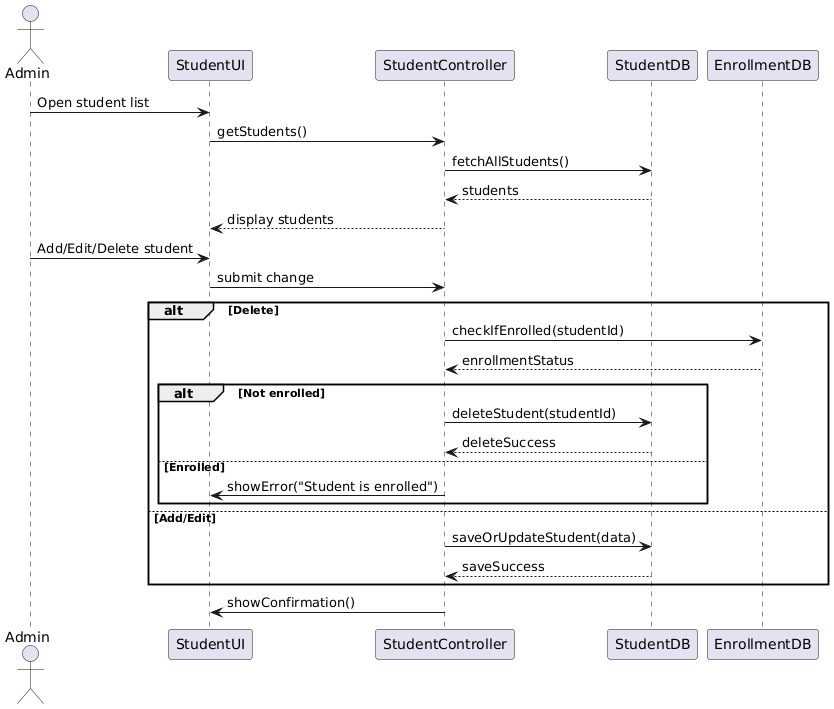 Admin
StudentUI
StudentController
StudentDB
EnrollmentDB
Open student list
getStudents()
fetchAllStudents()
students
display students
Add/Edit/Delete student
submit change
alt [Delete]
checkIfEnrolled(studentId)
enrollmentStatus
alt [Not enrolled]
deleteStudent(studentId)
deleteSuccess
[Enrolled]
showError("Student is enrolled")
[Add/Edit]
saveOrUpdateStudent(data)
saveSuccess
showConfirmation()
Admin
StudentUI
StudentController
StudentDB
EnrollmentDB